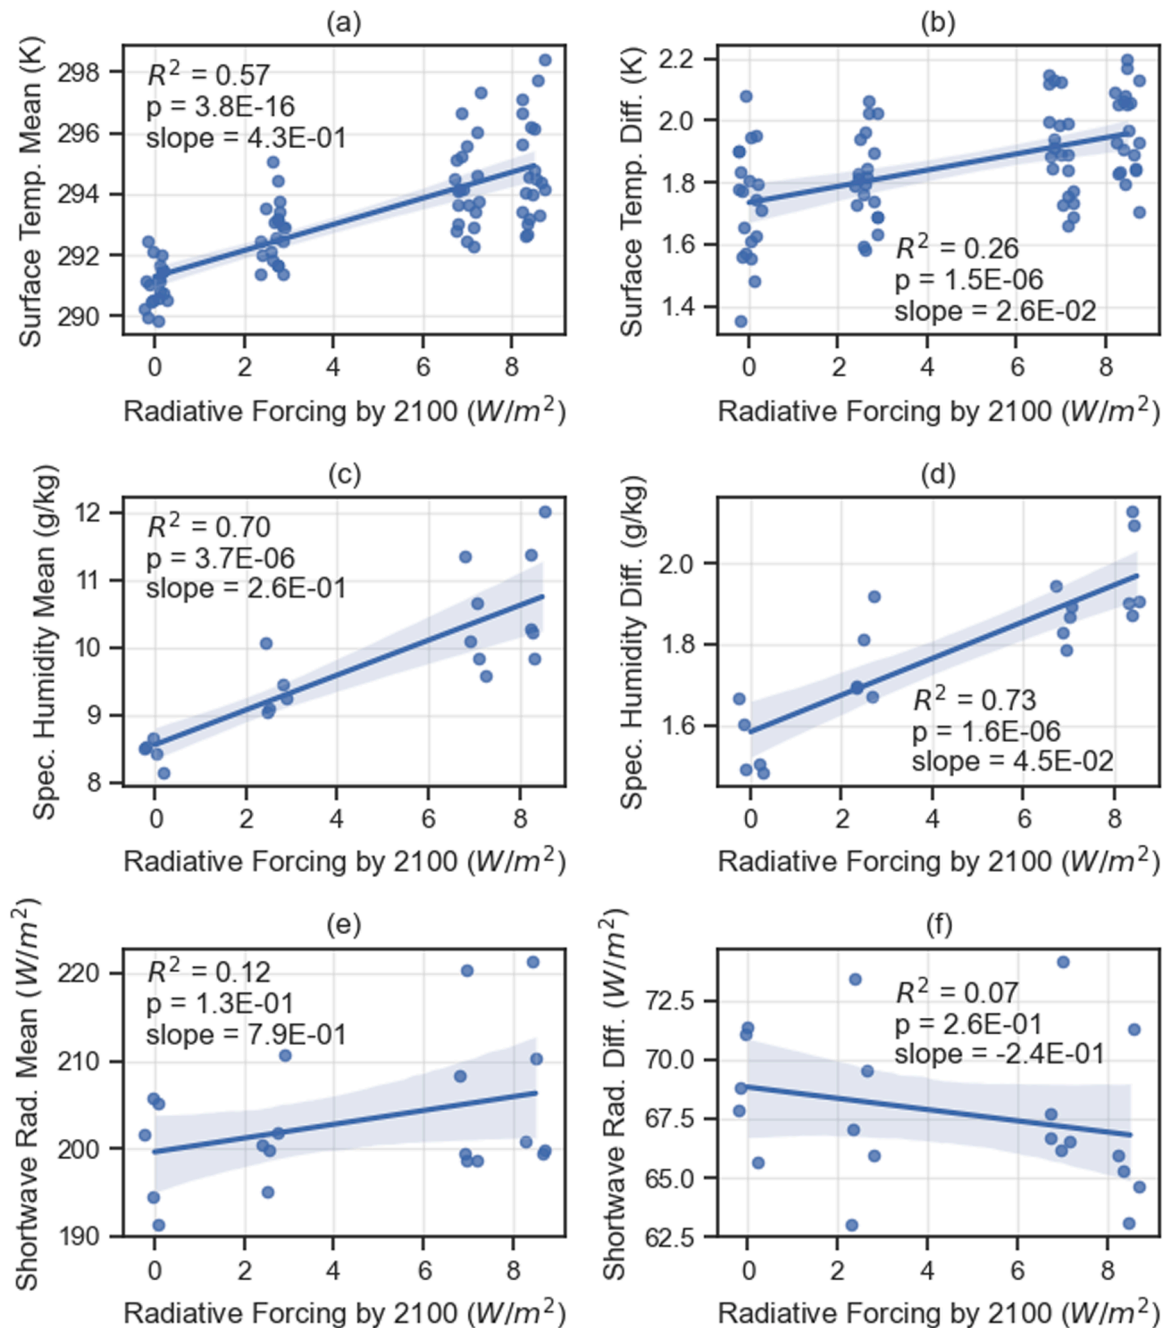 (a)
Surface Temp. Mean (K)
298
296
294
292
290
R² = 0.57
p = 3.8E-16
slope = 4.3E-01
0 2 4 6 8
Radiative Forcing by 2100 (W/m²)
(b)
Surface Temp. Diff. (K)
2.2
2.0
1.8
1.6
1.4
R² = 0.26
p = 1.5E-06
slope = 2.6E-02
0 2 4 6 8
Radiative Forcing by 2100 (W/m²)
(c)
Spec. Humidity Mean (g/kg)
12
11
10
9
8
R² = 0.70
p = 3.7E-06
slope = 2.6E-01
0 2 4 6 8
Radiative Forcing by 2100 (W/m²)
(d)
Spec. Humidity Diff. (g/kg)
2.0
1.8
1.6
R² = 0.73
p = 1.6E-06
slope = 4.5E-02
0 2 4 6 8
Radiative Forcing by 2100 (W/m²)
(e)
Shortwave Rad. Mean (W/m²)
220
210
200
190
R² = 0.12
p = 1.3E-01
slope = 7.9E-01
0 2 4 6 8
Radiative Forcing by 2100 (W/m²)
(f)
Shortwave Rad. Diff. (W/m²)
72.5
70.0
67.5
65.0
62.5
R² = 0.07
p = 2.6E-01
slope = -2.4E-01
0 2 4 6 8
Radiative Forcing by 2100 (W/m²)